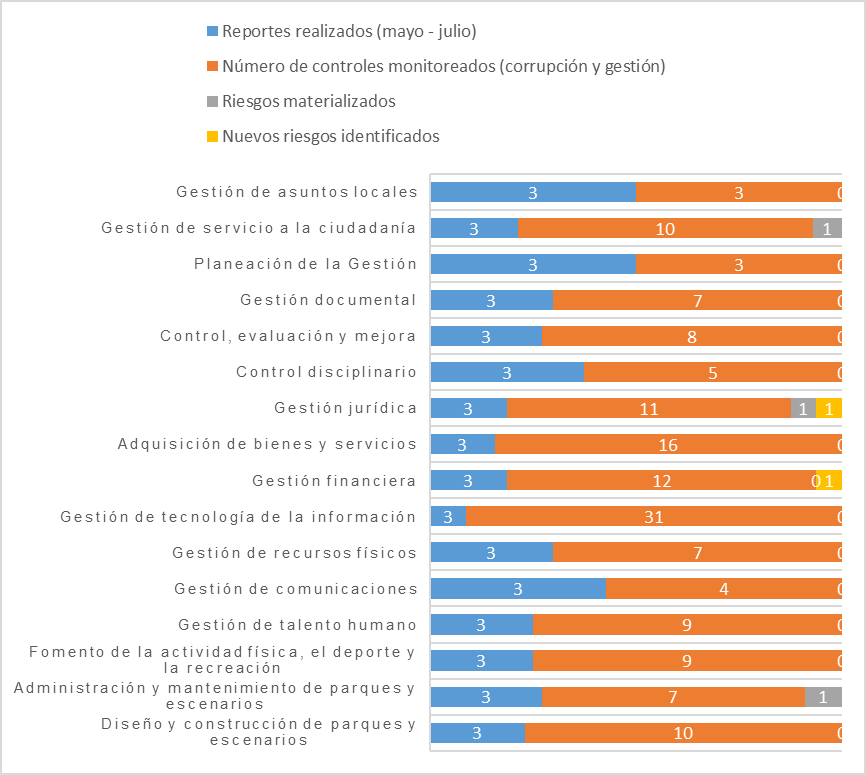 Reportes realizados (mayo - julio)
Número de controles monitoreados (corrupción y gestión)
Riesgos materializados
Nuevos riesgos identificados
Gestión de asuntos locales 3 3 0
Gestión de servicio a la ciudadanía 3 10 1
Planeación de la Gestión 3 3 0
Gestión documental 3 7 0
Control, evaluación y mejora 3 8 0
Control disciplinario 3 5 0
Gestión jurídica 3 11 1 1
Adquisición de bienes y servicios 3 16 0
Gestión financiera 3 12 0 1
Gestión de tecnología de la información 3 31 0
Gestión de recursos físicos 3 7 0
Gestión de comunicaciones 3 4 0
Gestión de talento humano 3 9 0
Fomento de la actividad física, el deporte y
la recreación 3 9 0
Administración y mantenimiento de parques y
escenarios 3 7 1
Diseño y construcción de parques y
escenarios 3 10 0